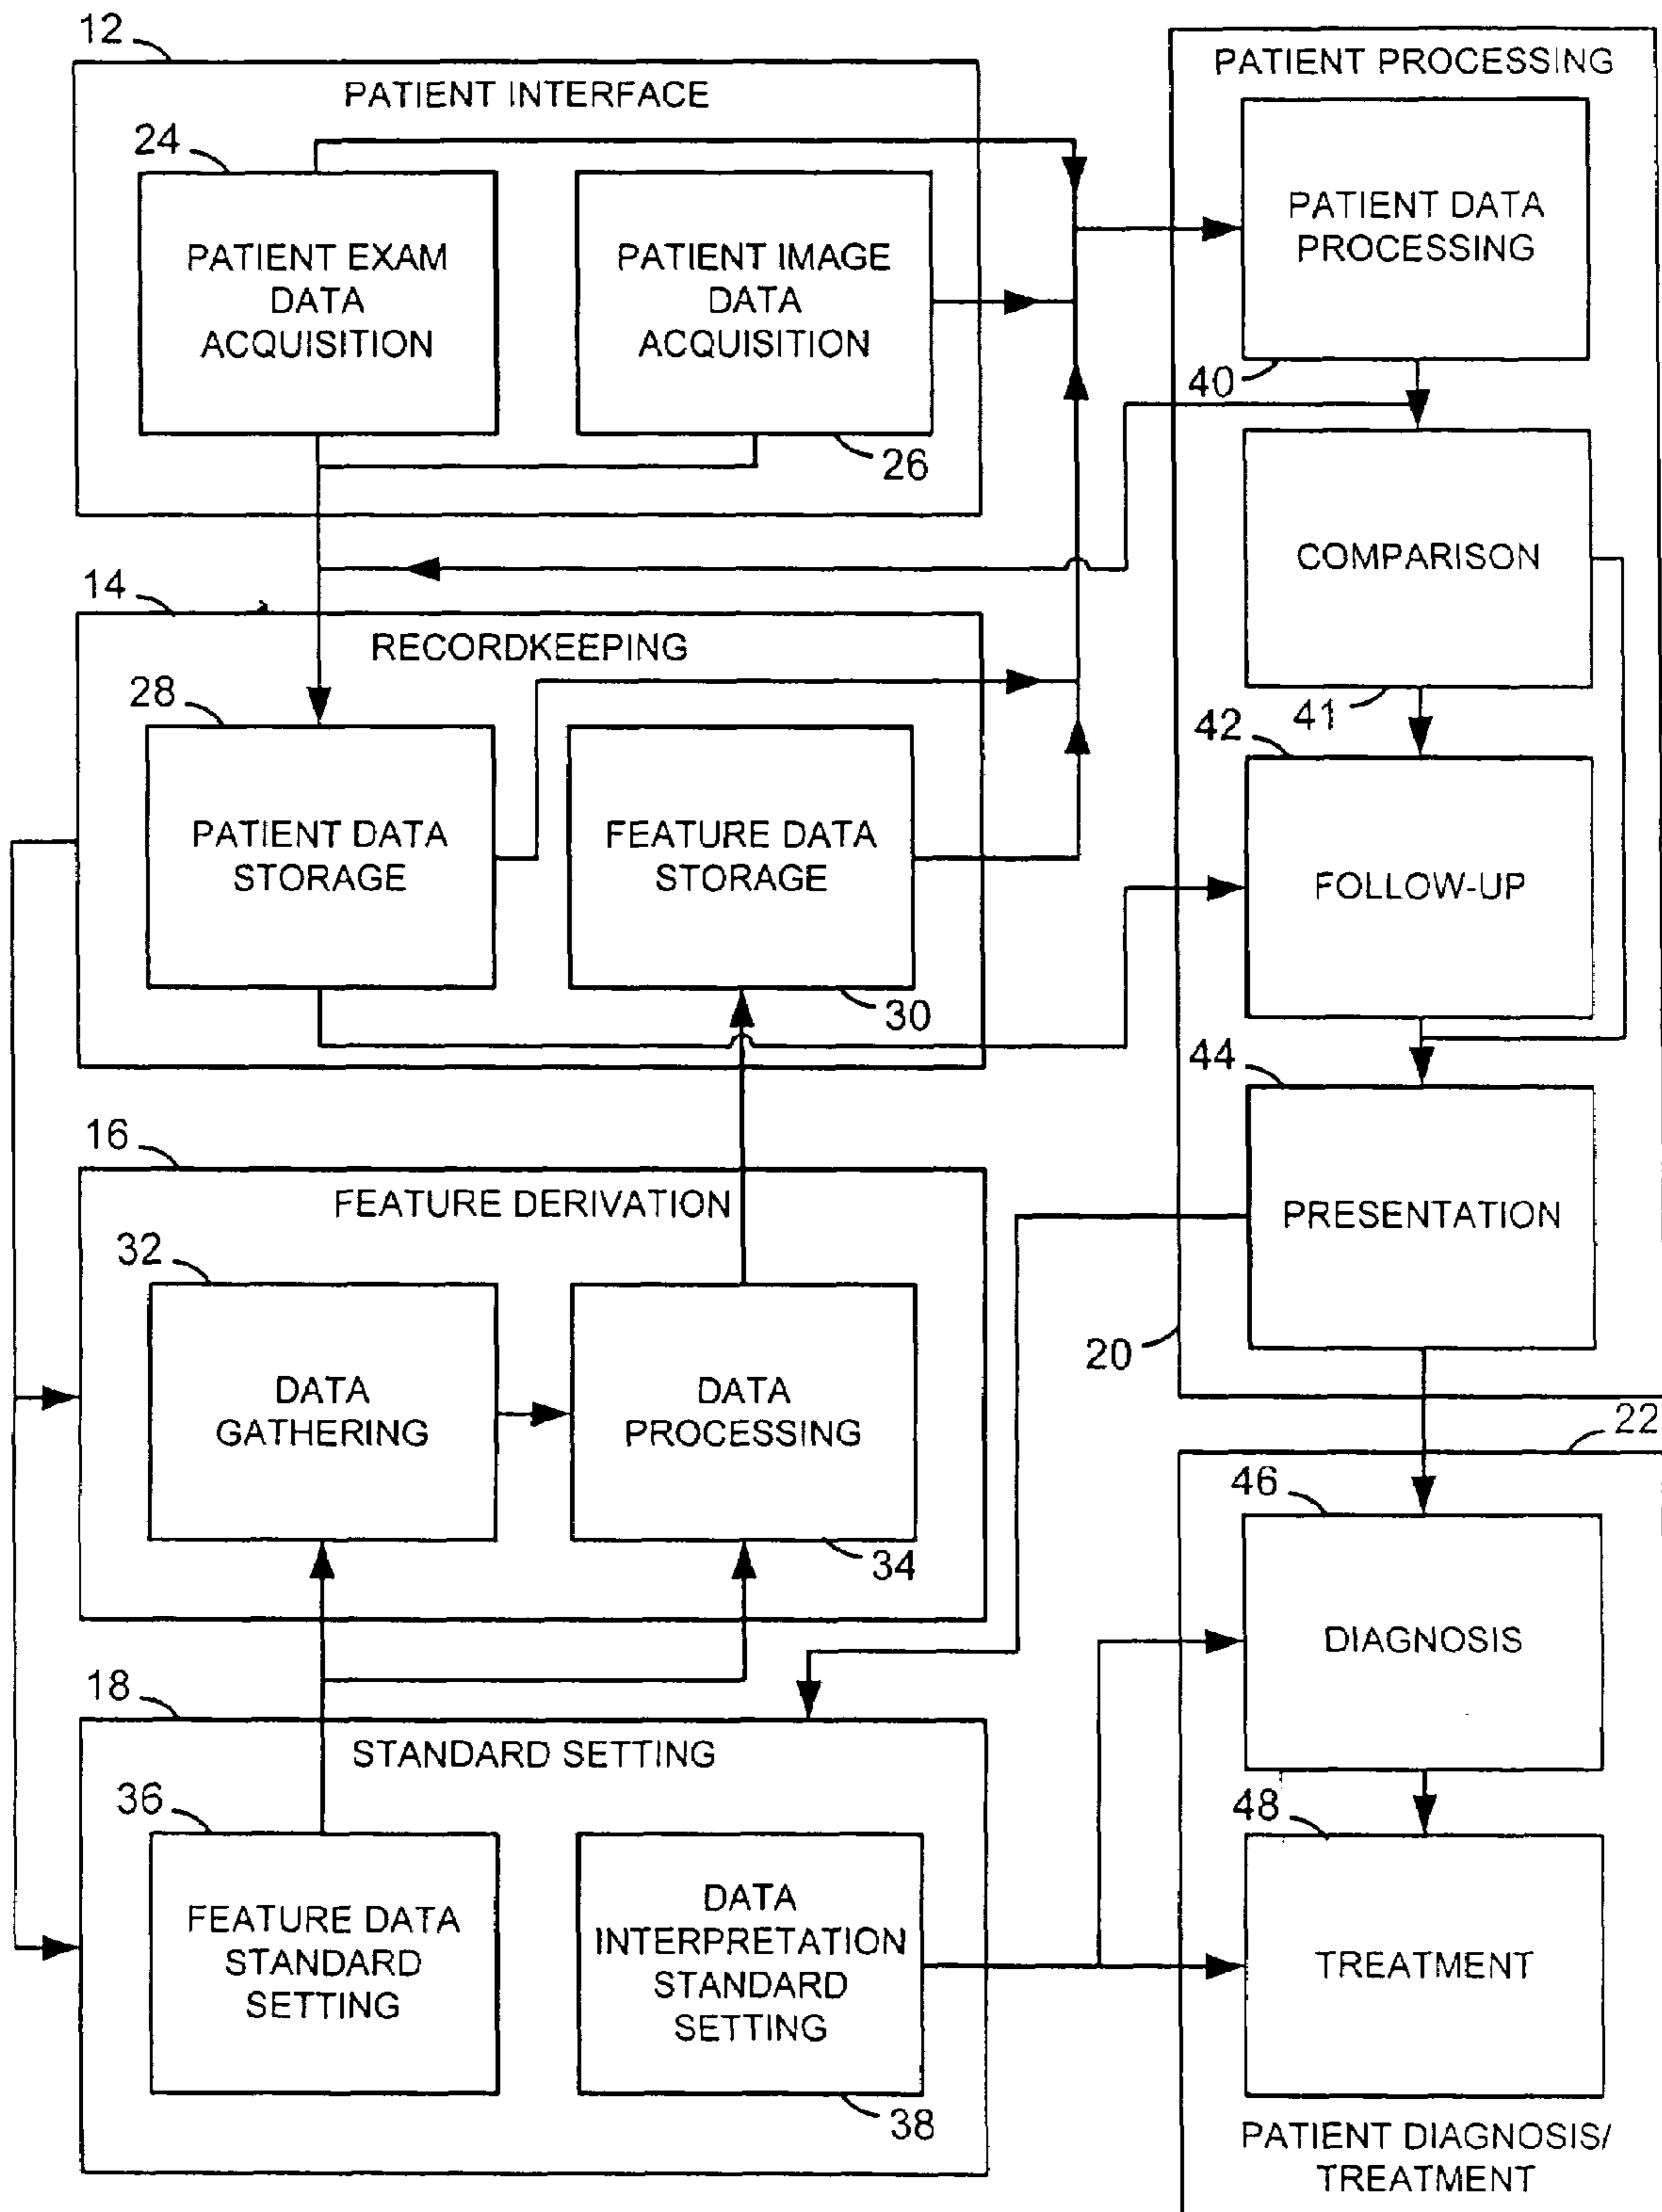 12
PATIENT INTERFACE
24
PATIENT EXAM
DATA
ACQUISITION
PATIENT IMAGE
DATA
ACQUISITION
26
14
RECORDKEEPING
28
PATIENT DATA
STORAGE
FEATURE DATA
STORAGE
30
16
FEATURE DERIVATION
32
DATA
GATHERING
DATA
PROCESSING
34
18
STANDARD SETTING
36
FEATURE DATA
STANDARD
SETTING
DATA
INTERPRETATION
STANDARD
SETTING
38
PATIENT PROCESSING
PATIENT DATA
PROCESSING
40
COMPARISON
41
42
FOLLOW-UP
44
PRESENTATION
20
22
46
DIAGNOSIS
48
TREATMENT
PATIENT DIAGNOSIS/
TREATMENT